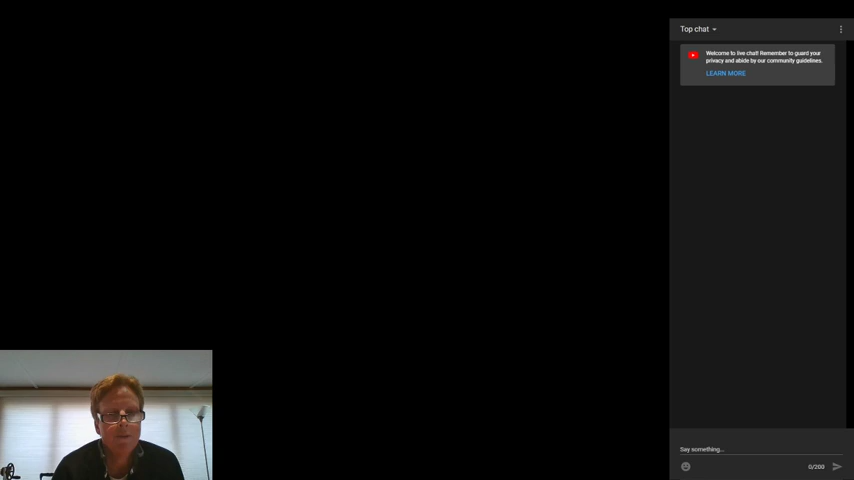 Top chat
Welcome to live chat! Remember to guard your
privacy and abide by our community guidelines.
LEARN MORE
Say something...
0/200